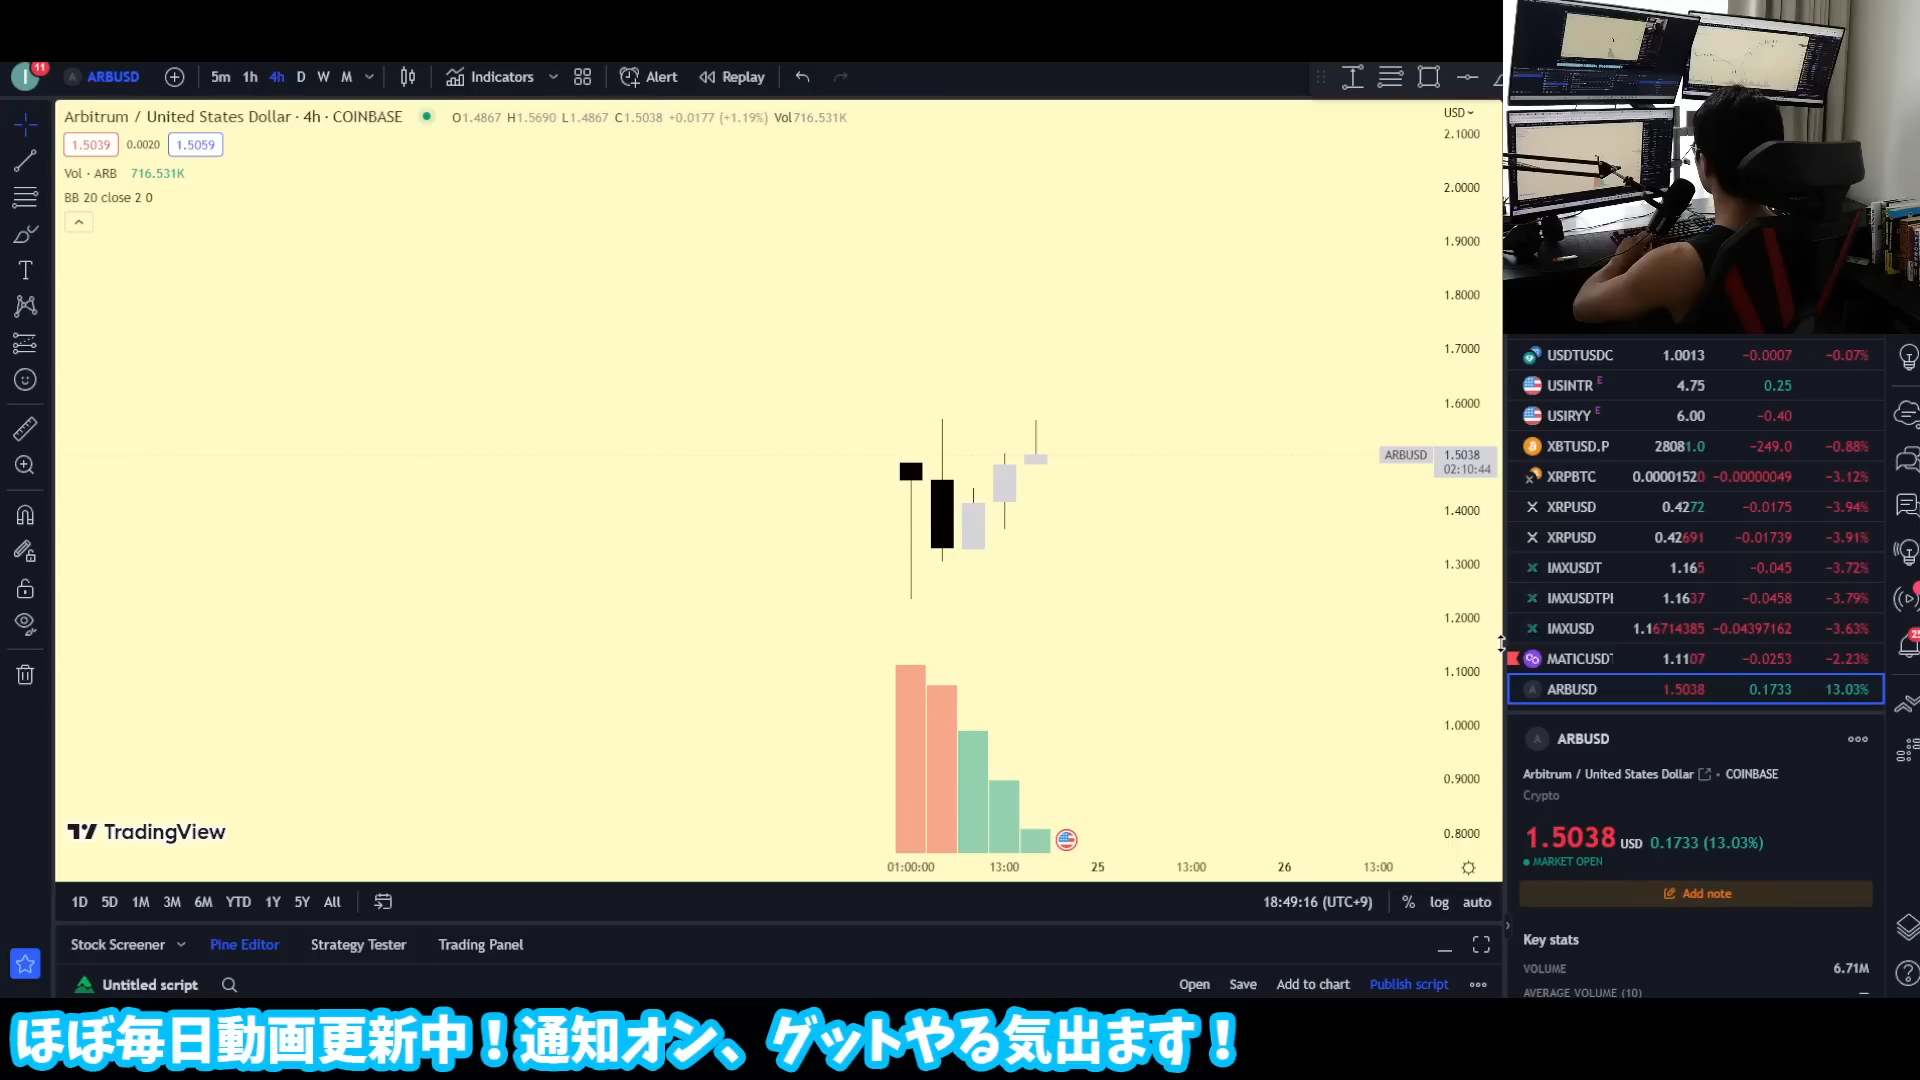 I 11 A ARBUSD 5m 1h 4h D W M Indicators Alert Replay
Arbitrum / United States Dollar · 4h · COINBASE O1.4867 H1.5690 L1.4867 C1.5038 +0.0177 (+1.19%) Vol716.531K
1.5039 0.0020 1.5059
Vol · ARB 716.531K
BB 20 close 2 0
USD
2.1000
2.0000
1.9000
1.8000
1.7000
1.6000
ARBUSD 1.5038
02:10:44
1.4000
1.3000
1.2000
1.1000
1.0000
0.9000
0.8000
TradingView
01:00:00 13:00 25 13:00 26 13:00
1D 5D 1M 3M 6M YTD 1Y 5Y All 18:49:16 (UTC+9) % log auto
Stock Screener Pine Editor Strategy Tester Trading Panel
Untitled script Open Save Add to chart Publish script
USDTUSDC 1.0013 −0.0007 −0.07%
USINTR E 4.75 0.25
USIRYY E 6.00 −0.40
XBTUSD.P 28081.0 −249.0 −0.88%
XRPBTC 0.00001520 −0.00000049 −3.12%
XRPUSD 0.4272 −0.0175 −3.94%
XRPUSD 0.42691 −0.01739 −3.91%
IMXUSDT 1.165 −0.045 −3.72%
IMXUSDTPI 1.1637 −0.0458 −3.79%
IMXUSD 1.16714385 −0.04397162 −3.63%
MATICUSDT 1.1107 −0.0253 −2.23%
A ARBUSD 1.5038 0.1733 13.03%
A ARBUSD
Arbitrum / United States Dollar • COINBASE
Crypto
1.5038 USD 0.1733 (13.03%)
MARKET OPEN
Add note
Key stats
VOLUME 6.71M
AVERAGE VOLUME (10) —
ほぼ毎日動画更新中！通知オン、グットやる気出ます！